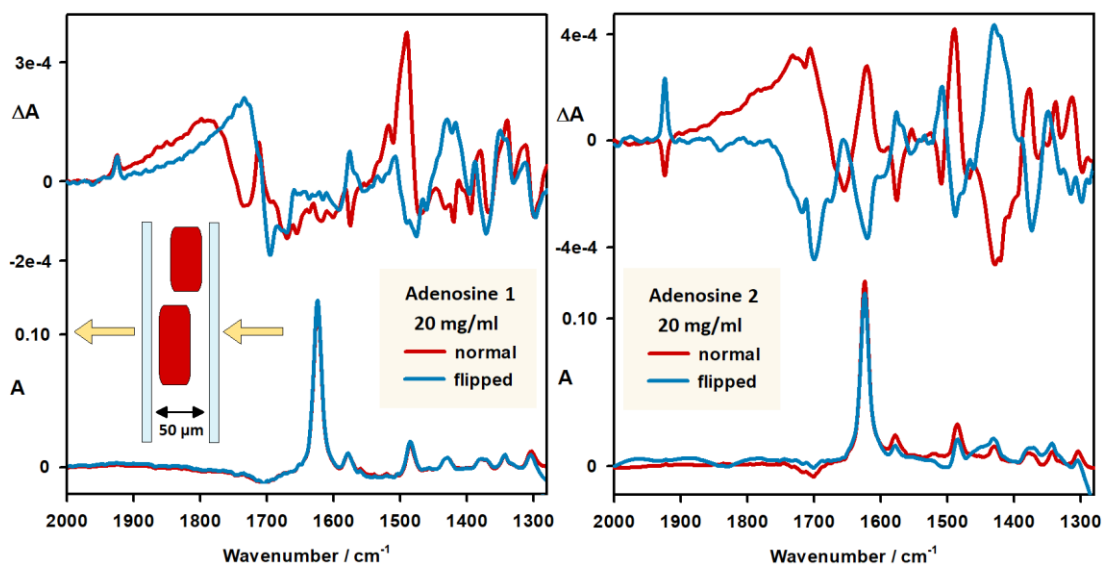 3e-4
ΔA
0
-2e-4
50 µm
Adenosine 1
20 mg/ml
normal
flipped
0.10
A
0
2000 1900 1800 1700 1600 1500 1400 1300
Wavenumber / cm-1
4e-4
ΔA
0
-4e-4
Adenosine 2
20 mg/ml
normal
flipped
0.10
A
0
2000 1900 1800 1700 1600 1500 1400 1300
Wavenumber / cm-1